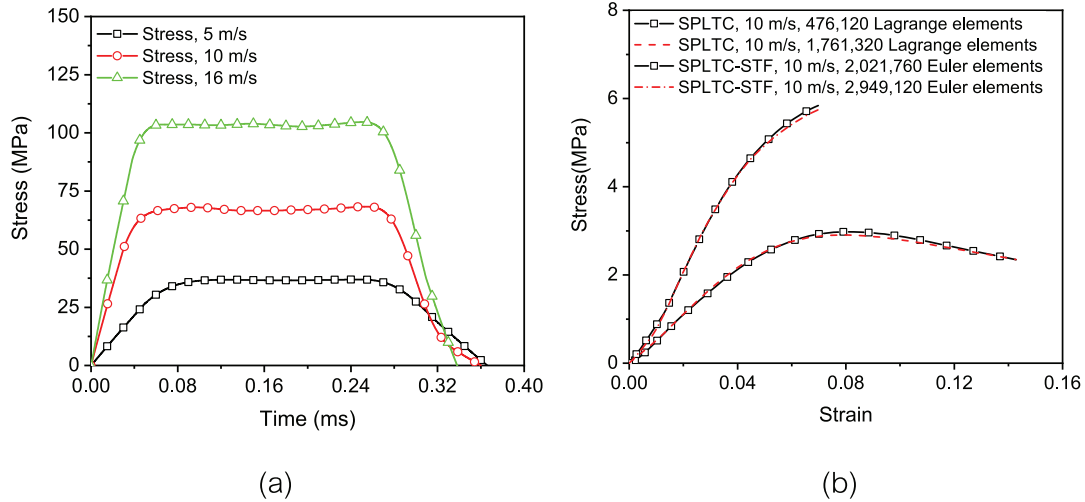 150
125
100
75
50
25
0
Stress (MPa)
Stress, 5 m/s
Stress, 10 m/s
Stress, 16 m/s
0.00 0.08 0.16 0.24 0.32 0.40
Time (ms)
(a)
8
6
4
2
0
Stress(MPa)
SPLTC, 10 m/s, 476,120 Lagrange elements
SPLTC, 10 m/s, 1,761,320 Lagrange elements
SPLTC-STF, 10 m/s, 2,021,760 Euler elements
SPLTC-STF, 10 m/s, 2,949,120 Euler elements
0.00 0.04 0.08 0.12 0.16
Strain
(b)